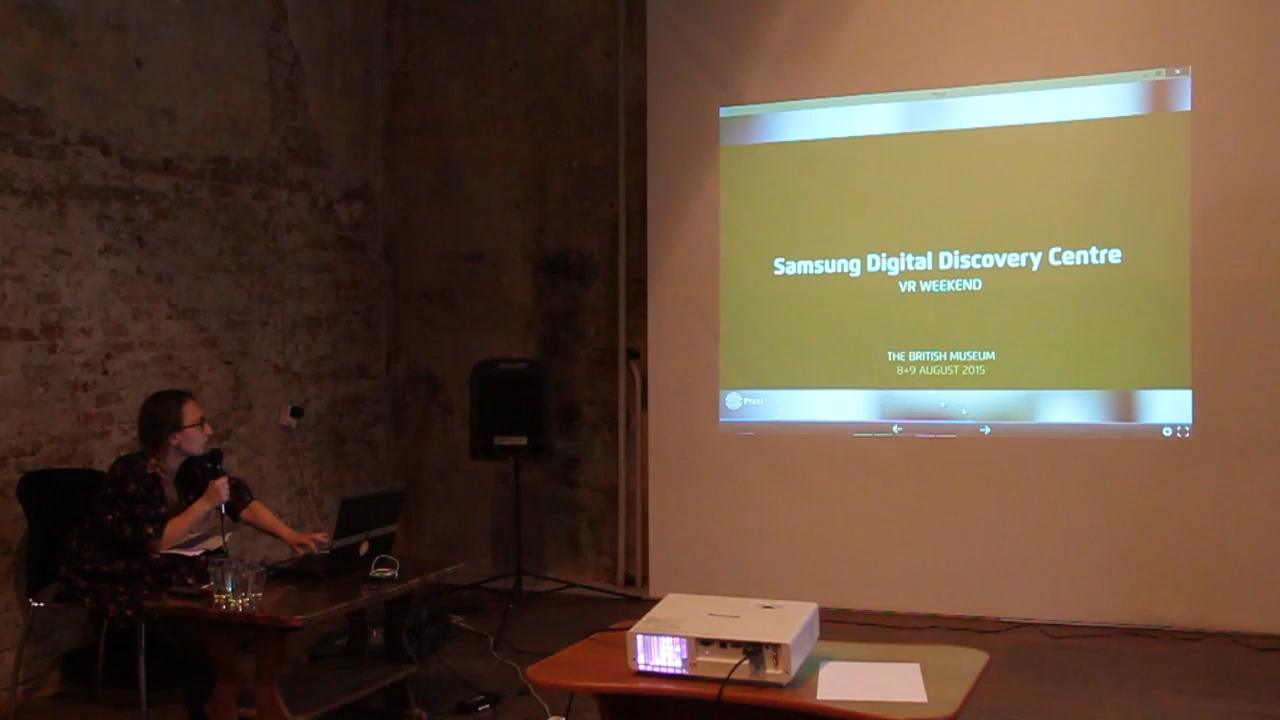 Samsung Digital Discovery Centre
VR WEEKEND
THE BRITISH MUSEUM
8+9 AUGUST 2015
Prezi